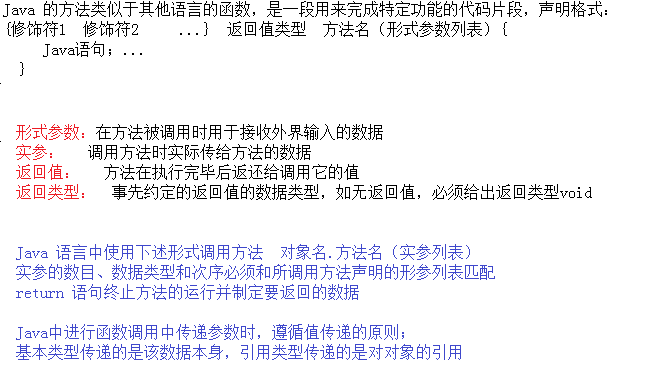 Java 的方法类似于其他语言的函数，是一段用来完成特定功能的代码片段，声明格式：
{修饰符1 修饰符2 ...} 返回值类型 方法名（形式参数列表）{
Java语句；...
}
形式参数：在方法被调用时用于接收外界输入的数据
实参： 调用方法时实际传给方法的数据
返回值： 方法在执行完毕后返还给调用它的值
返回类型： 事先约定的返回值的数据类型，如无返回值，必须给出返回类型void
Java 语言中使用下述形式调用方法 对象名.方法名（实参列表）
实参的数目、数据类型和次序必须和所调用方法声明的形参列表匹配
return 语句终止方法的运行并制定要返回的数据
Java中进行函数调用中传递参数时，遵循值传递的原则；
基本类型传递的是该数据本身，引用类型传递的是对对象的引用